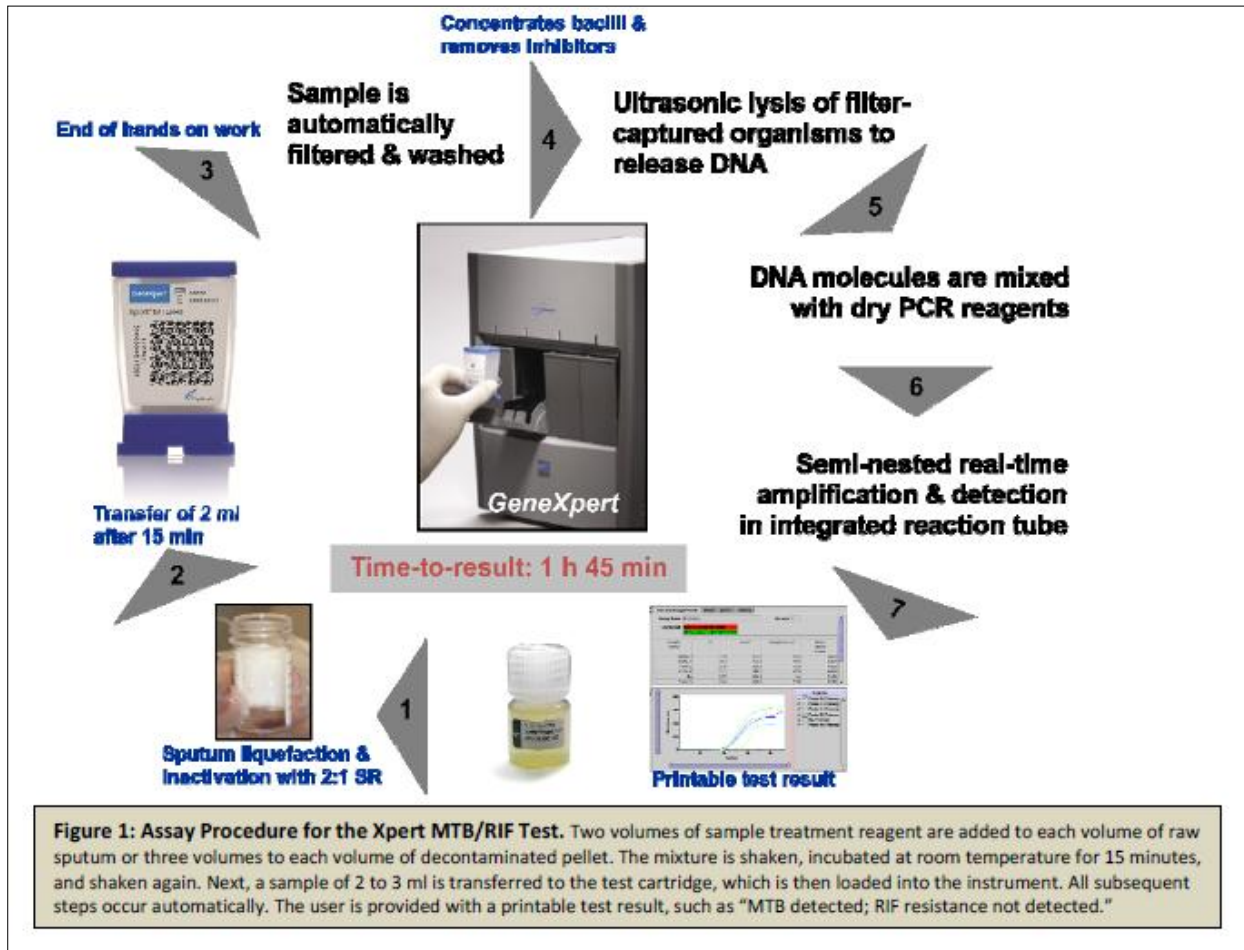 Concentrates bacilli &
removes inhibitors
Sample is
automatically
filtered & washed
End of hands on work
3
4
Ultrasonic lysis of filter-
captured organisms to
release DNA
5
DNA molecules are mixed
with dry PCR reagents
6
Semi-nested real-time
amplification & detection
in integrated reaction tube
7
GeneXpert
Time-to-result: 1 h 45 min
Transfer of 2 ml
after 15 min
2
1
Sputum liquefaction &
inactivation with 2:1 SR
Printable test result
Figure 1: Assay Procedure for the Xpert MTB/RIF Test. Two volumes of sample treatment reagent are added to each volume of raw
sputum or three volumes to each volume of decontaminated pellet. The mixture is shaken, incubated at room temperature for 15 minutes,
and shaken again. Next, a sample of 2 to 3 ml is transferred to the test cartridge, which is then loaded into the instrument. All subsequent
steps occur automatically. The user is provided with a printable test result, such as “MTB detected; RIF resistance not detected.”